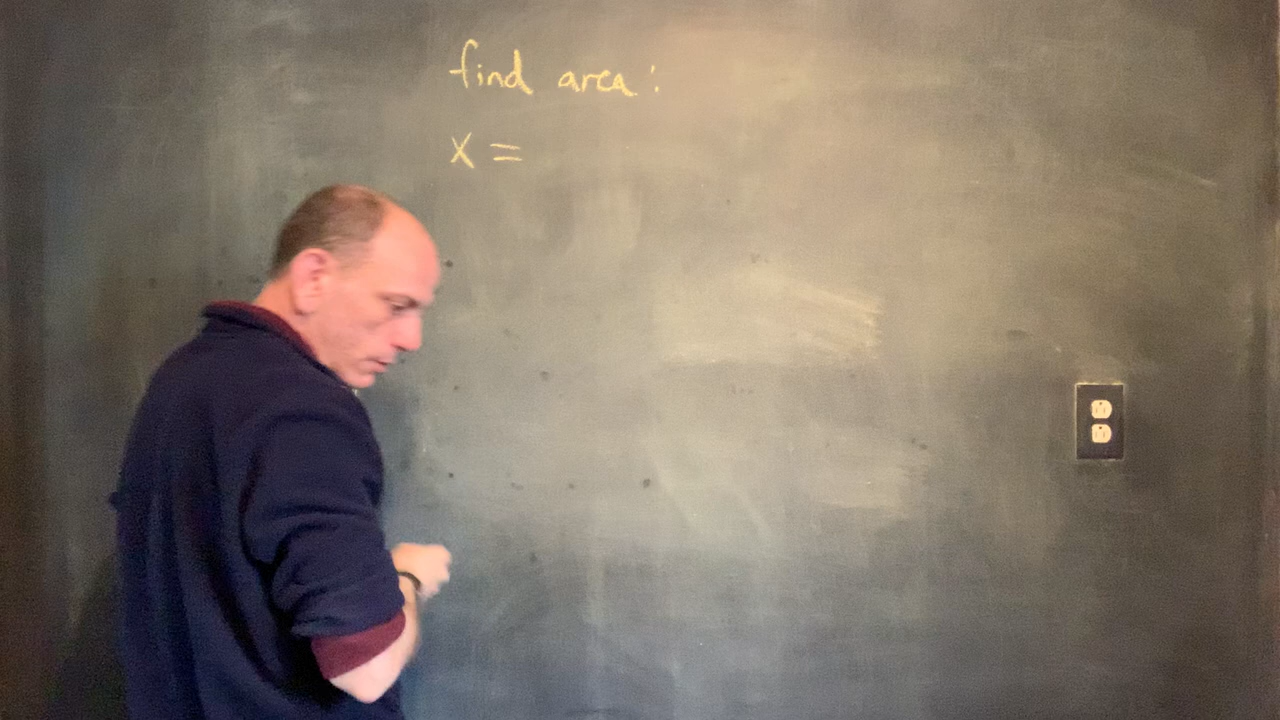 find area:
x =